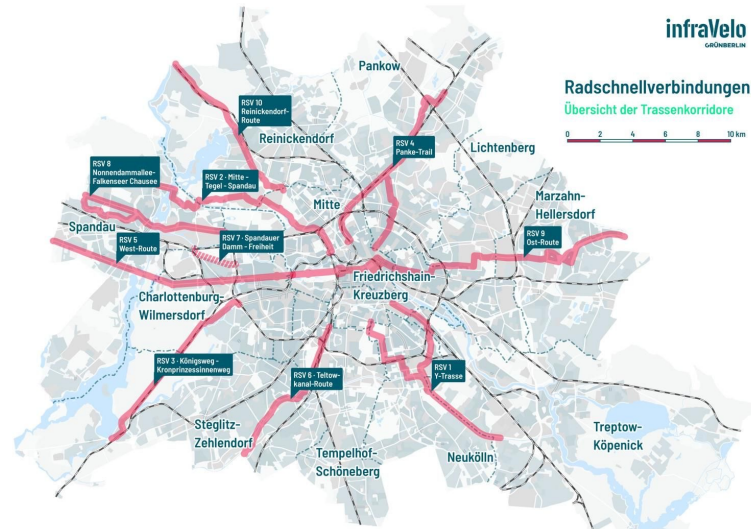 infraVelo
GRÜNBERLIN
Radschnellverbindungen
Übersicht der Trassenkorridore
0 2 4 6 8 10 km
Pankow
RSV 10
Reinickendorf-
Route
Reinickendorf
RSV 4
Panke-Trail
Lichtenberg
RSV 8
Nonnendammallee-
Falkenseer Chausee
RSV 2 · Mitte -
Tegel - Spandau
Mitte
Marzahn-
Hellersdorf
Spandau
RSV 5
West-Route
RSV 7 · Spandauer
Damm - Freiheit
RSV 9
Ost-Route
Friedrichshain-
Kreuzberg
Charlottenburg-
Wilmersdorf
RSV 3 · Königsweg -
Kronprinzessinnenweg
RSV 6 · Teltow-
kanal-Route
RSV 1
Y-Trasse
Steglitz-
Zehlendorf
Tempelhof-
Schöneberg
Neukölln
Treptow-
Köpenick